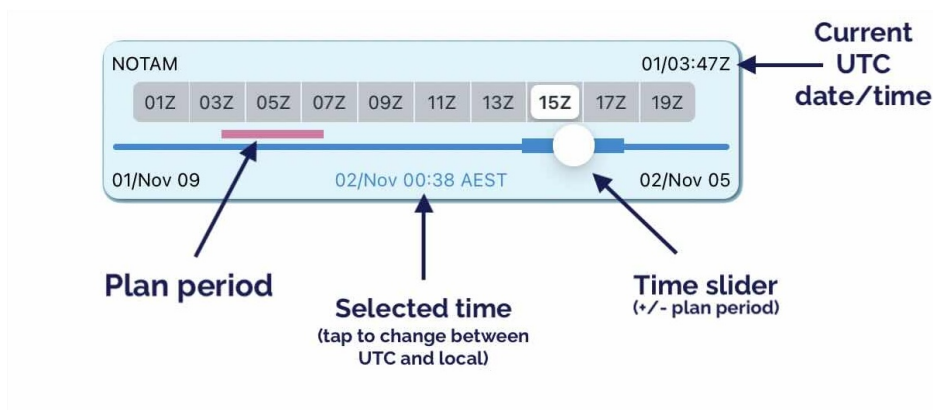 Current
UTC
date/time
NOTAM 01/03:47Z
01Z 03Z 05Z 07Z 09Z 11Z 13Z 15Z 17Z 19Z
01/Nov 09 02/Nov 00:38 AEST 02/Nov 05
Plan period
Selected time
(tap to change between
UTC and local)
Time slider
(+/- plan period)